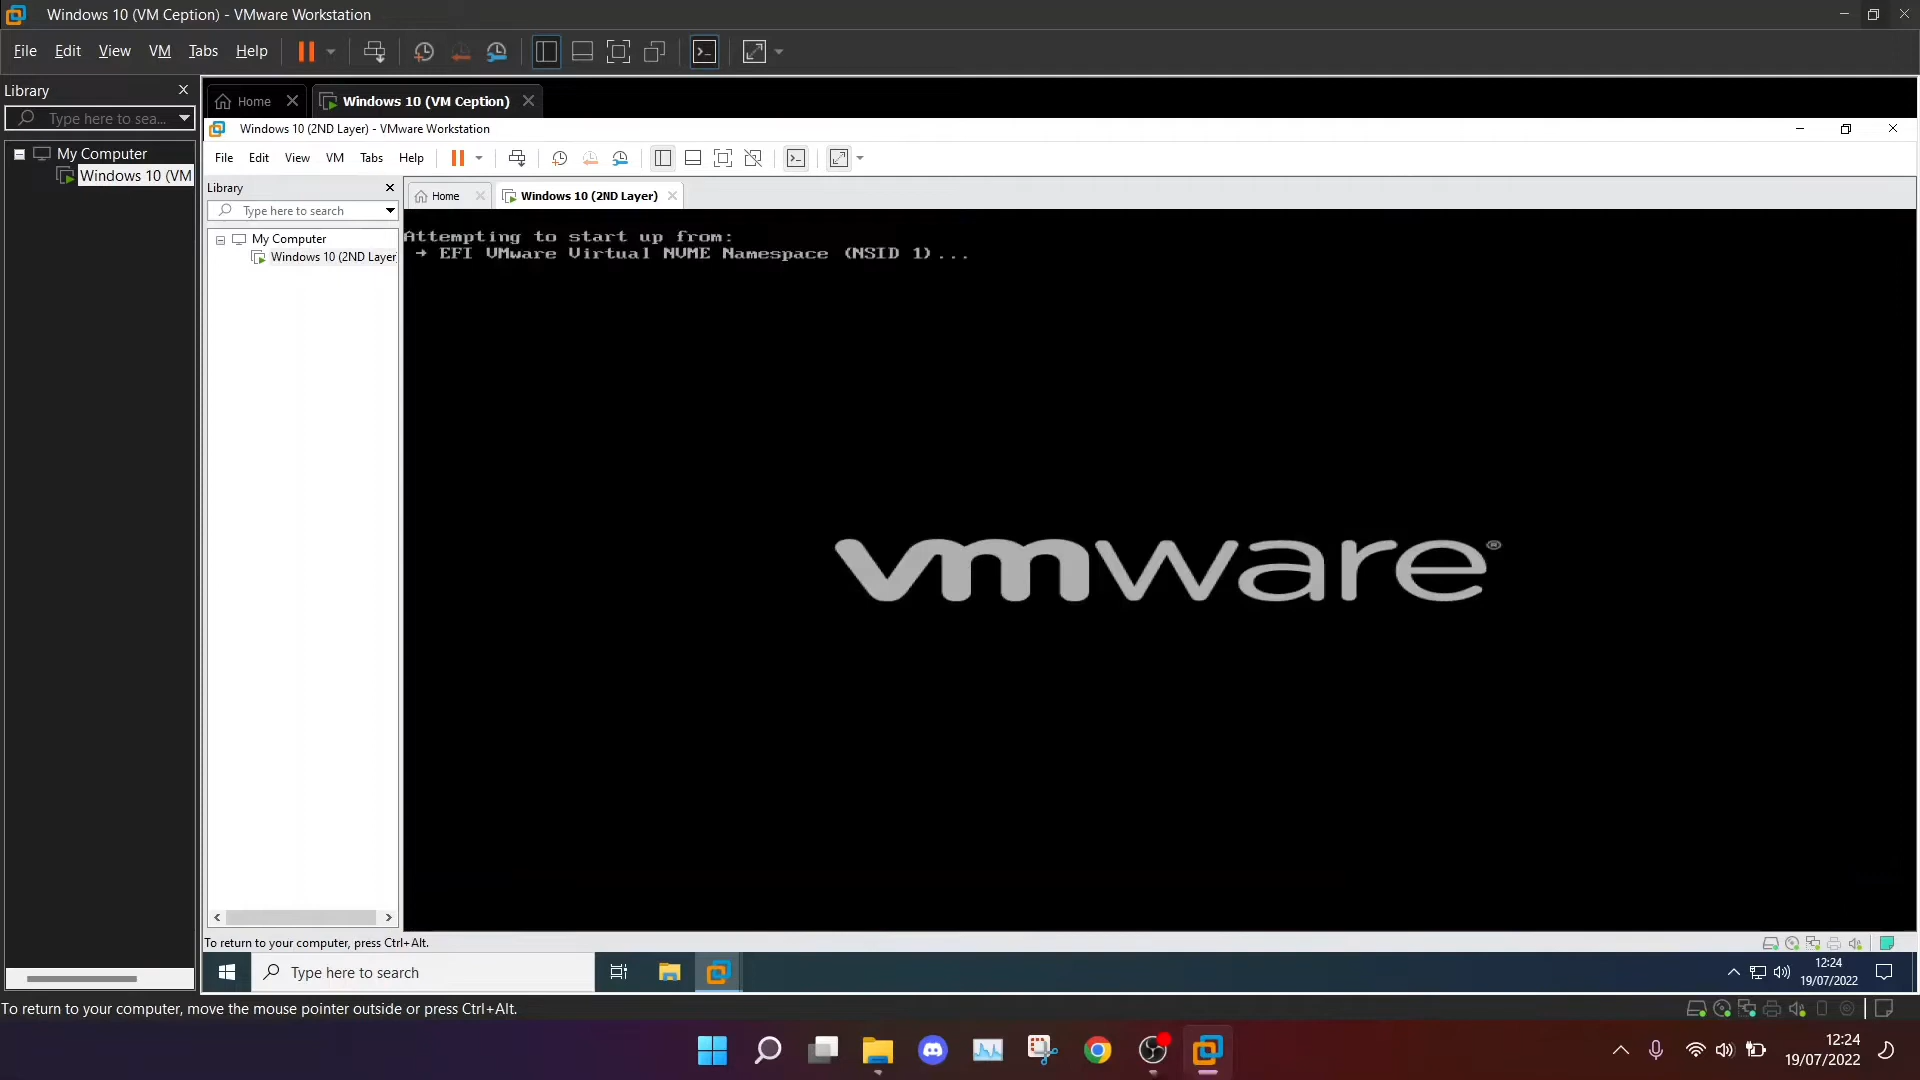 Windows 10 (VM Ception) - VMware Workstation
File Edit View VM Tabs Help
Library
Type here to sea...
My Computer
Windows 10 (VM
Home
Windows 10 (VM Ception)
Windows 10 (2ND Layer) - VMware Workstation
File Edit View VM Tabs Help
Library
Type here to search
My Computer
Windows 10 (2ND Layer
Home
Windows 10 (2ND Layer)
Attempting to start up from:
→ EFI VMware Virtual NVME Namespace (NSID 1)...
vmware®
To return to your computer, press Ctrl+Alt.
Type here to search
12:24
19/07/2022
To return to your computer, move the mouse pointer outside or press Ctrl+Alt.
12:24
19/07/2022